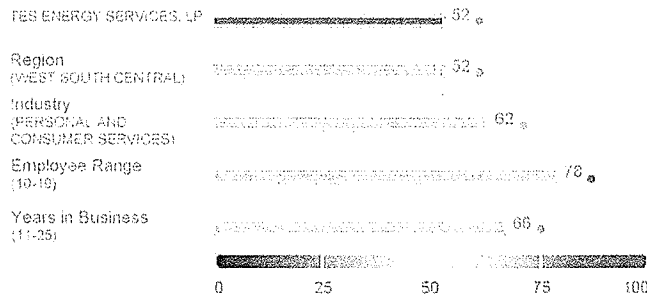 TES ENERGY SERVICES, LP 52
Region 52
(WEST SOUTH CENTRAL)
Industry 62
(PERSONAL AND
CONSUMER SERVICES)
Employee Range 78
(10-19)
Years in Business 66
(11-25)
0 25 50 75 100